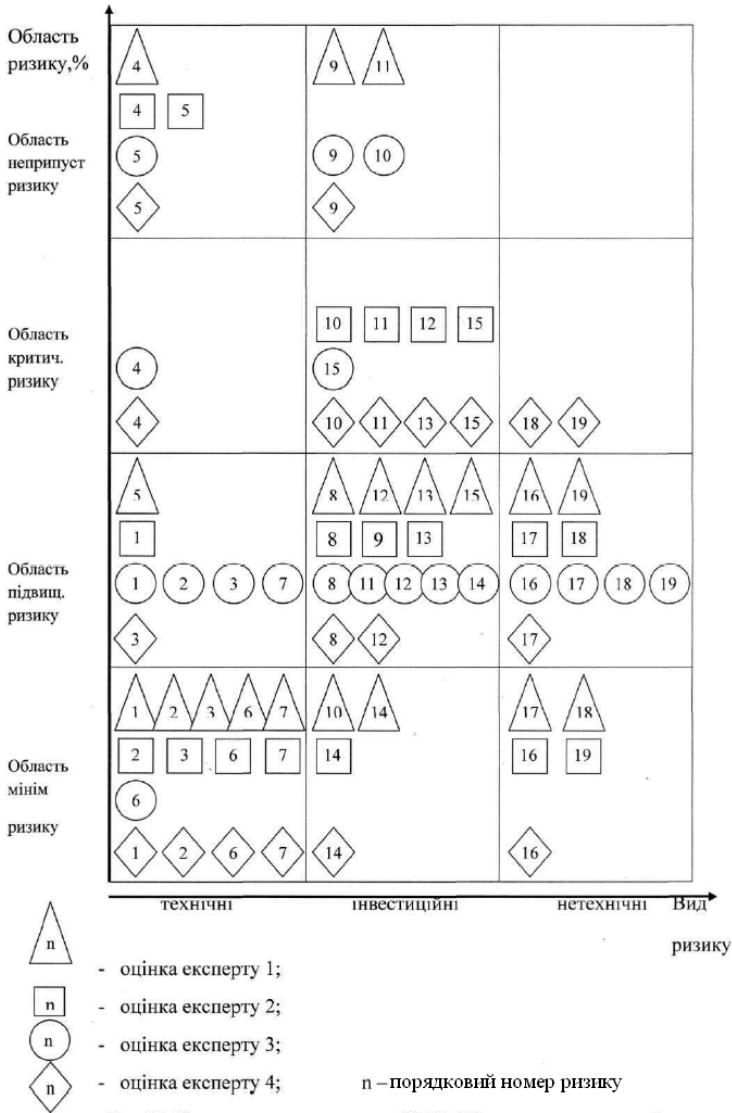 Область
ризику,%
4 9 11
4 5
Область
неприпуст
ризику
5 9 10
5 9
10 11 12 15
Область
критич.
ризику
4 15
4 10 11 13 15 18 19
5 8 12 13 15 16 19
1 8 9 13 17 18
Область
підвищ.
ризику
1 2 3 7 8 11 12 13 14 16 17 18 19
3 8 12 17
1 2 3 6 7 10 14 17 18
2 3 6 7 14 16 19
Область
мінім
ризику
6
1 2 6 7 14 16
технічні інвестиційні нетехнічні Вид
ризику
n - оцінка експерту 1;
n - оцінка експерту 2;
n - оцінка експерту 3;
n - оцінка експерту 4; n – порядковий номер ризику